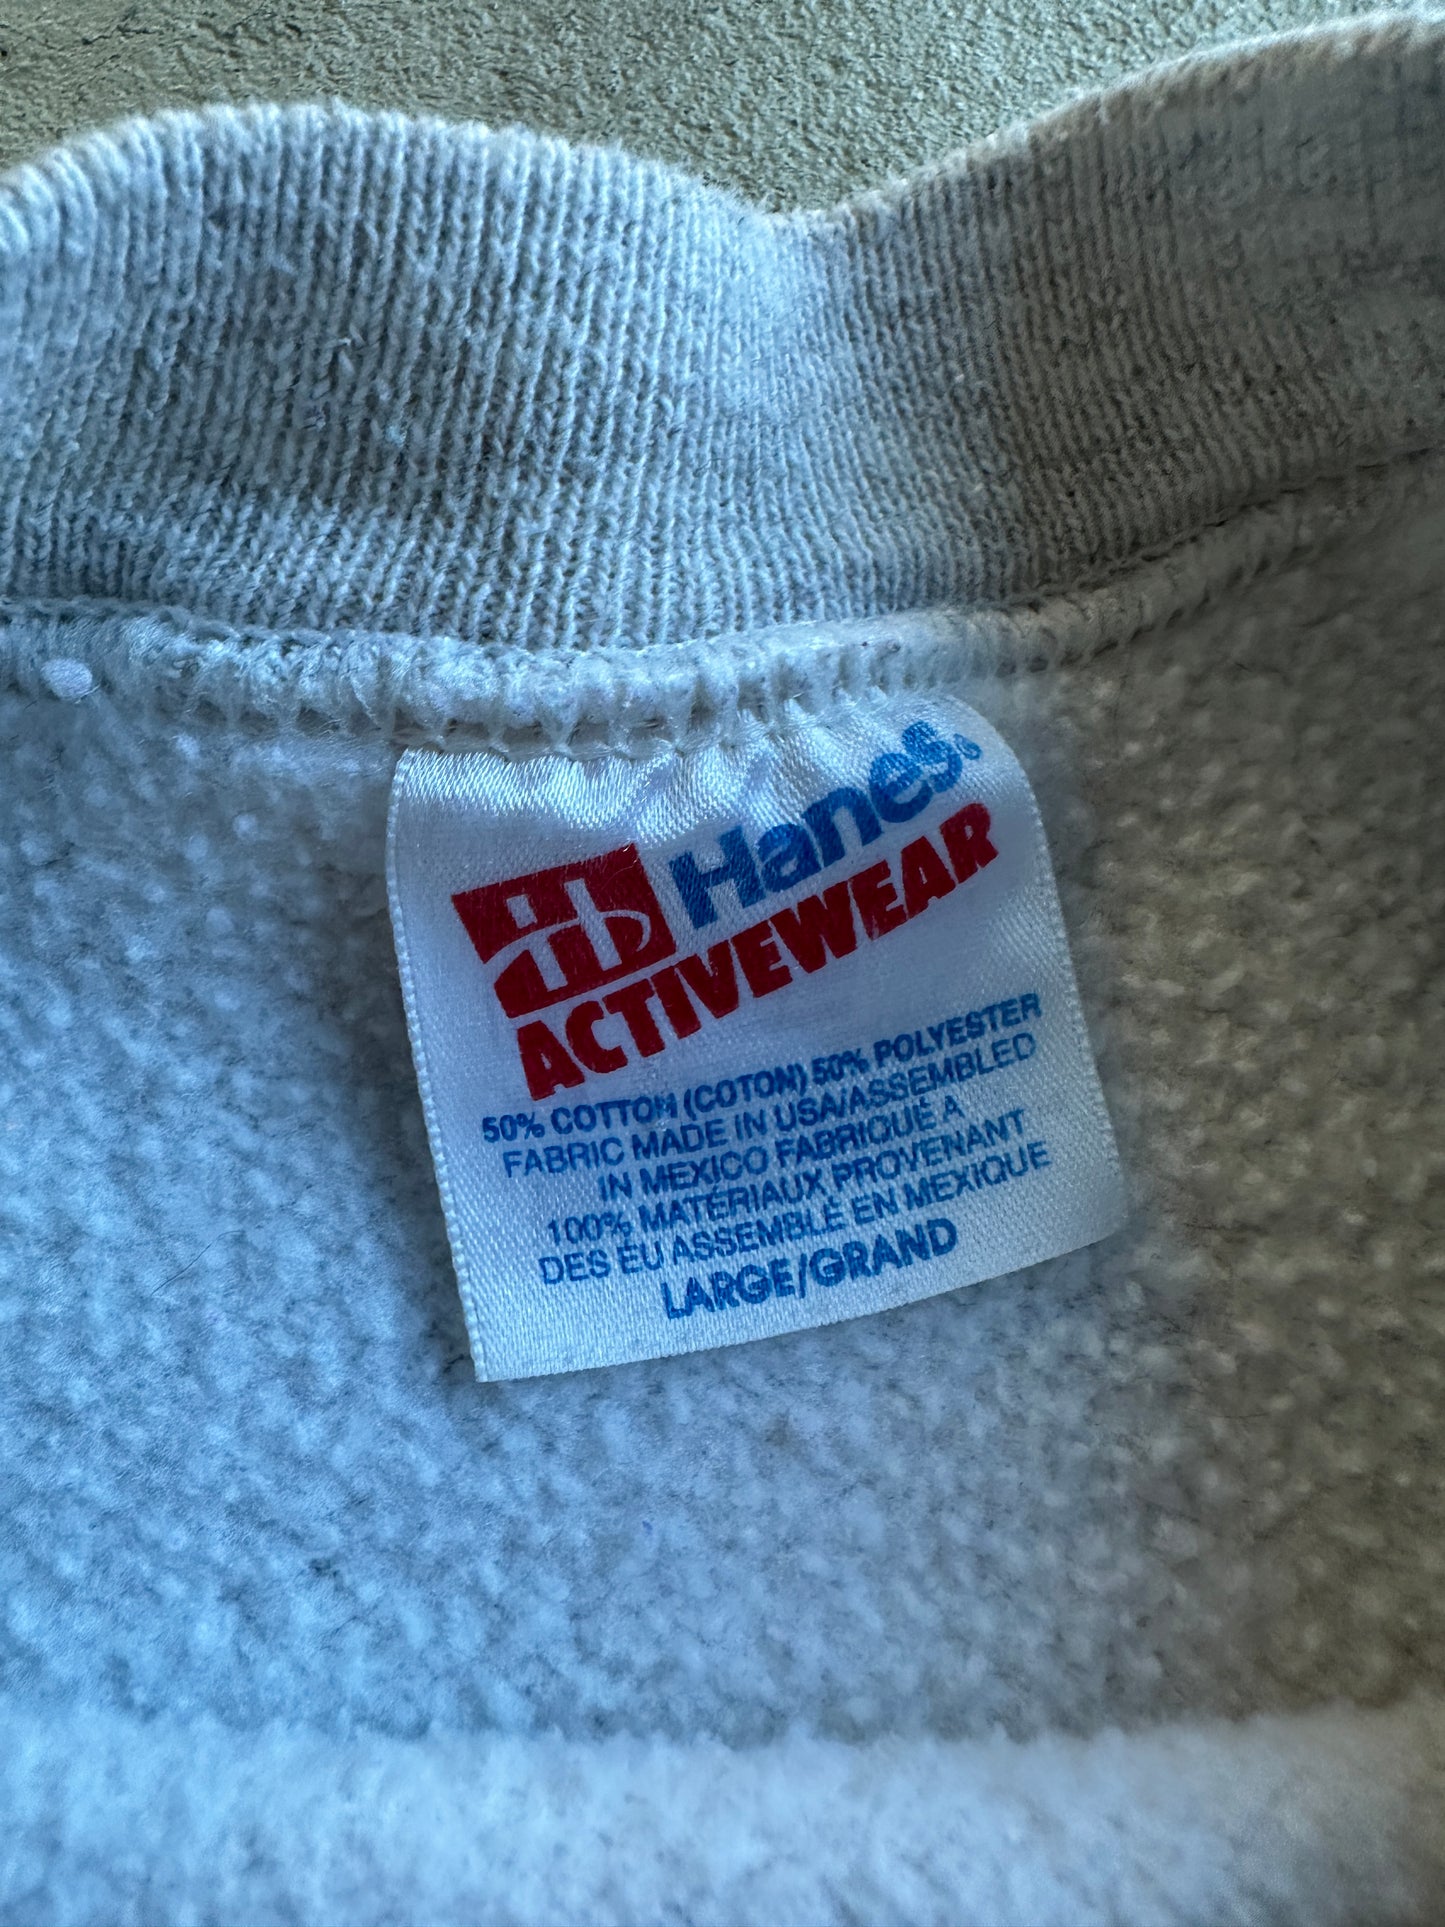 Hanes®
ACTIVEWEAR
50% COTTON (COTON) 50% POLYESTER
FABRIC MADE IN USA/ASSEMBLED
IN MEXICO FABRIQUÉ A
100% MATÉRIAUX PROVENANT
DES ÉU ASSEMBLÉ EN MEXIQUE
LARGE/GRAND